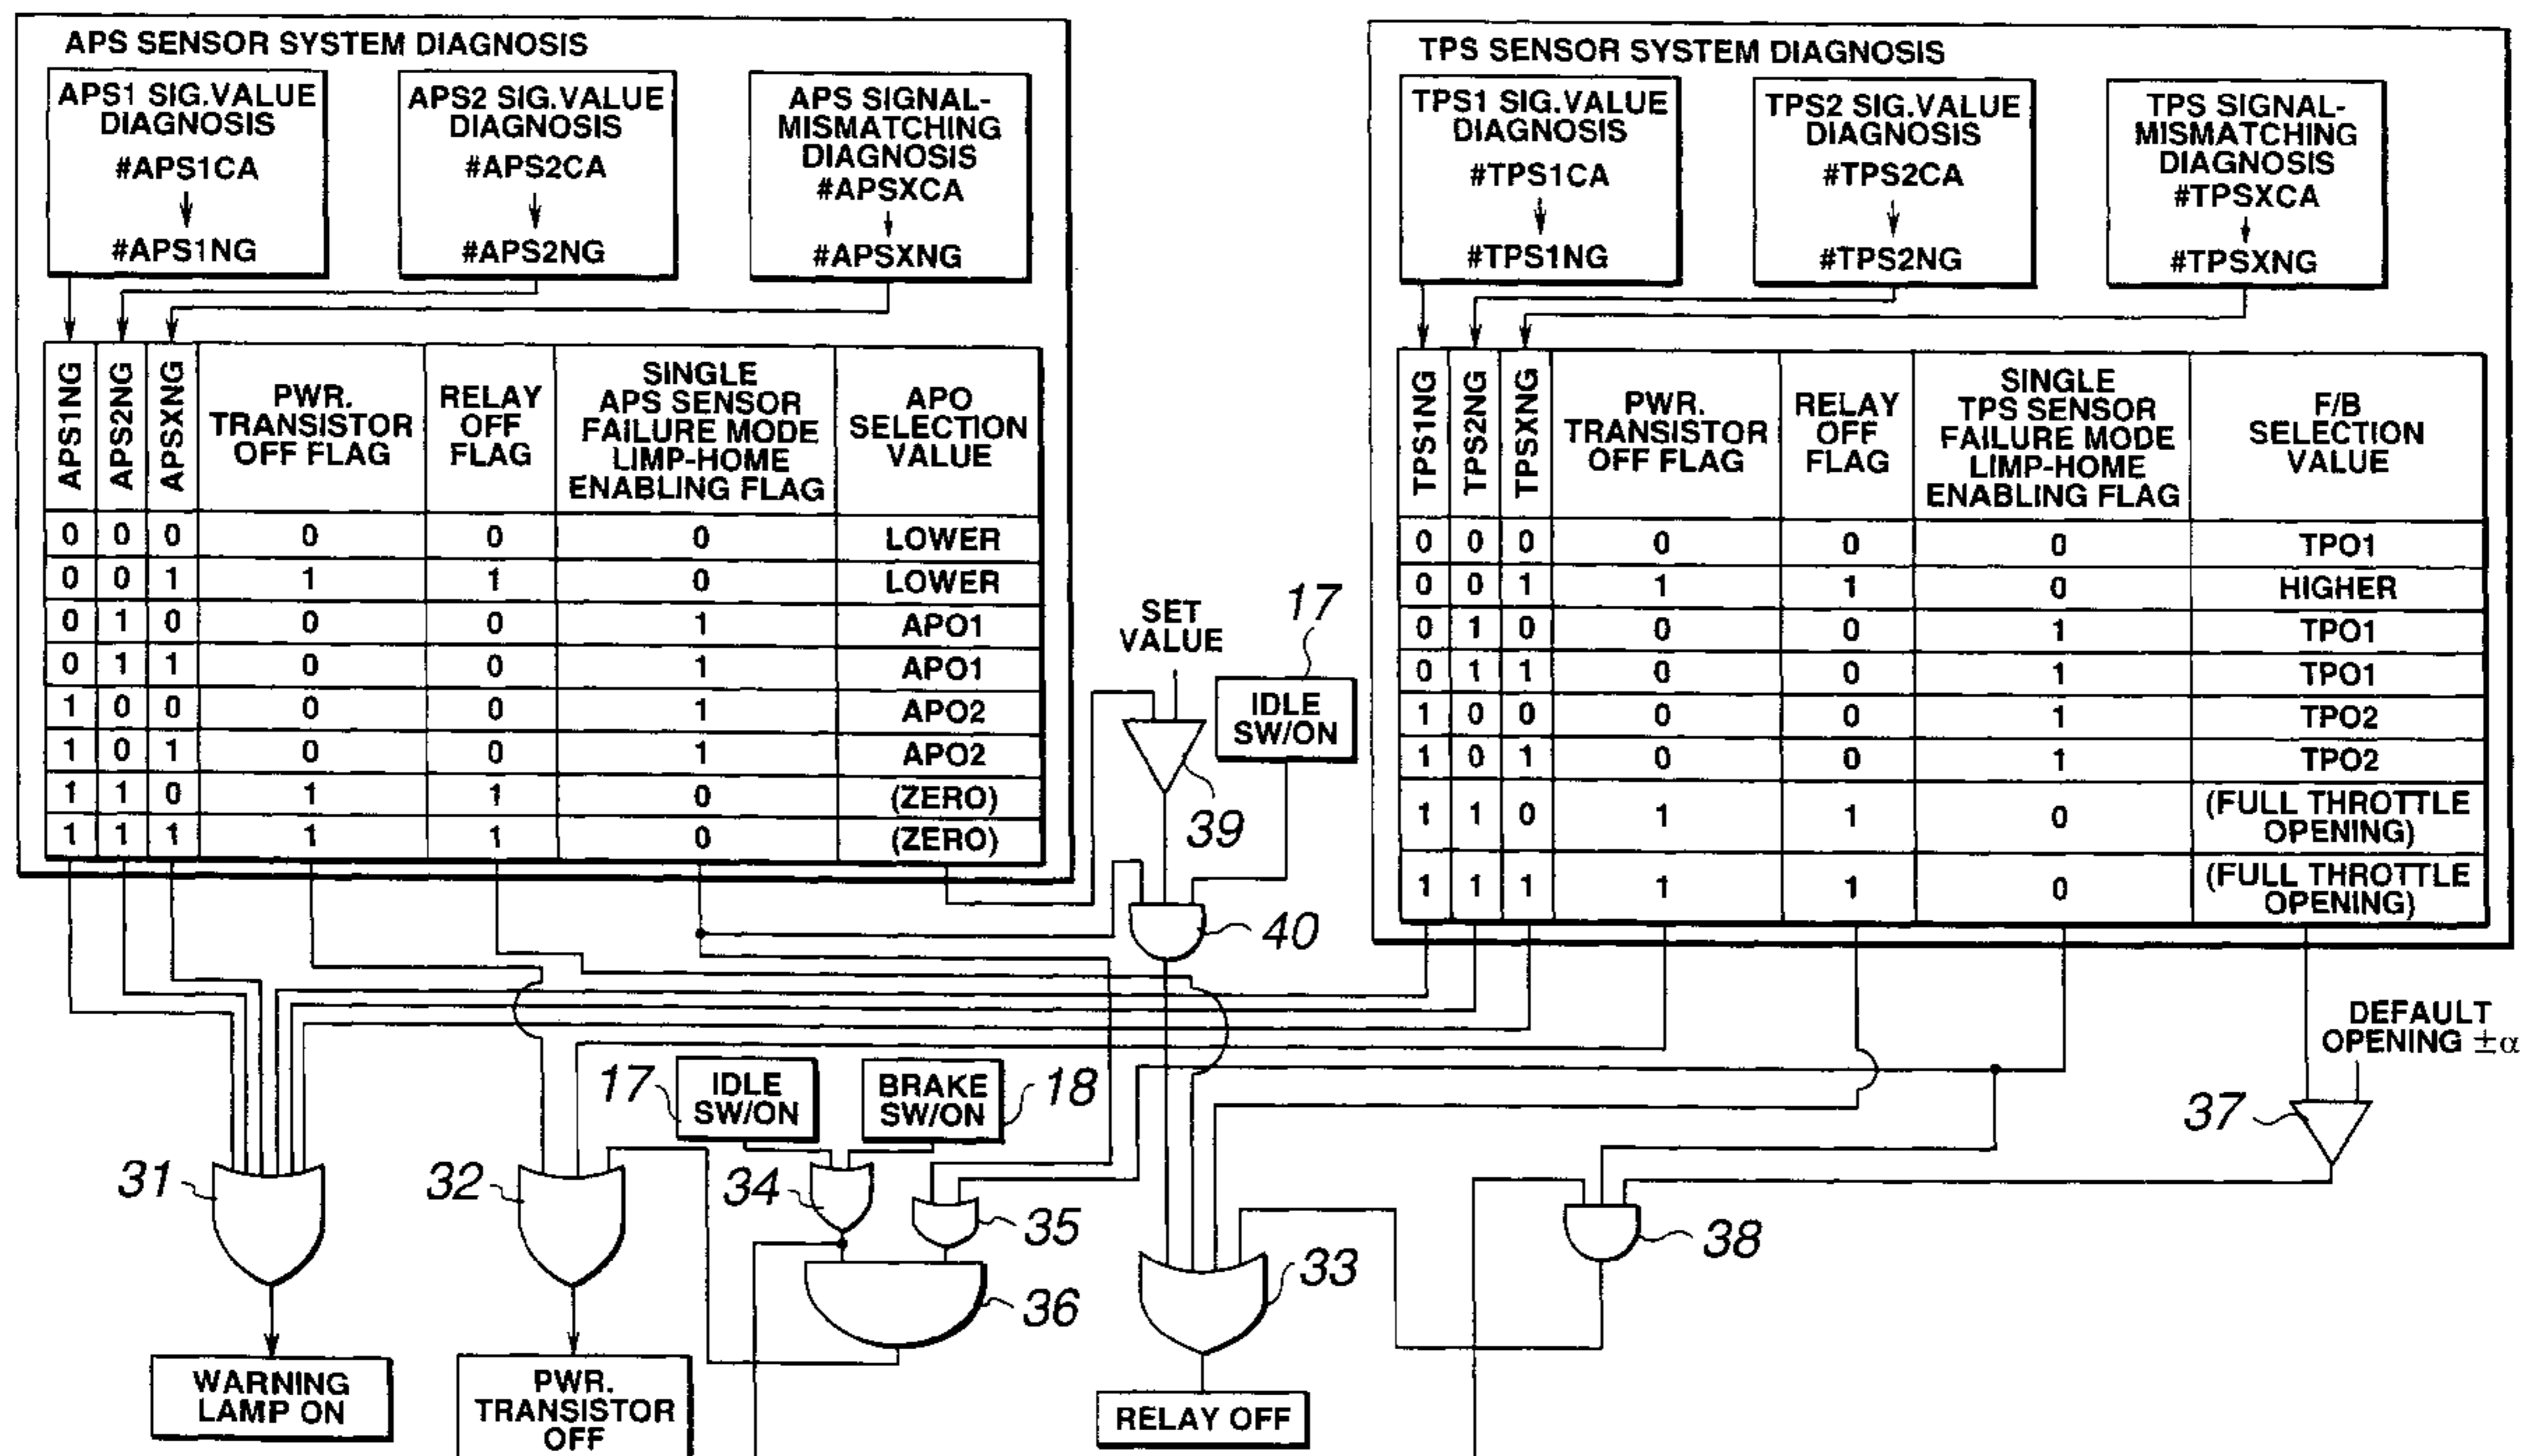 APS SENSOR SYSTEM DIAGNOSIS
APS1 SIG.VALUE
DIAGNOSIS
#APS1CA
#APS1NG
APS2 SIG.VALUE
DIAGNOSIS
#APS2CA
#APS2NG
APS SIGNAL-
MISMATCHING
DIAGNOSIS
#APSXCA
#APSXNG
APS1NG APS2NG APSXNG
PWR.
TRANSISTOR
OFF FLAG
RELAY
OFF
FLAG
SINGLE
APS SENSOR
FAILURE MODE
LIMP-HOME
ENABLING FLAG
APO
SELECTION
VALUE
0 0 0 0 0 0 LOWER
0 0 1 1 1 0 LOWER
0 1 0 0 0 1 APO1
0 1 1 0 0 1 APO1
1 0 0 0 0 1 APO2
1 0 1 0 0 1 APO2
1 1 0 1 1 0 (ZERO)
1 1 1 1 1 0 (ZERO)
TPS SENSOR SYSTEM DIAGNOSIS
TPS1 SIG.VALUE
DIAGNOSIS
#TPS1CA
#TPS1NG
TPS2 SIG.VALUE
DIAGNOSIS
#TPS2CA
#TPS2NG
TPS SIGNAL-
MISMATCHING
DIAGNOSIS
#TPSXCA
#TPSXNG
TPS1NG TPS2NG TPSXNG
PWR.
TRANSISTOR
OFF FLAG
RELAY
OFF
FLAG
SINGLE
TPS SENSOR
FAILURE MODE
LIMP-HOME
ENABLING FLAG
F/B
SELECTION
VALUE
0 0 0 0 0 0 TPO1
0 0 1 1 1 0 HIGHER
0 1 0 0 0 1 TPO1
0 1 1 0 0 1 TPO1
1 0 0 0 0 1 TPO2
1 0 1 0 0 1 TPO2
1 1 0 1 1 0 (FULL THROTTLE
OPENING)
1 1 1 1 1 0 (FULL THROTTLE
OPENING)
SET
VALUE
17
IDLE
SW/ON
39
40
DEFAULT
OPENING ±α
37
17
IDLE
SW/ON
BRAKE
SW/ON
18
31
32
34
35
36
33
38
WARNING
LAMP ON
PWR.
TRANSISTOR
OFF
RELAY OFF